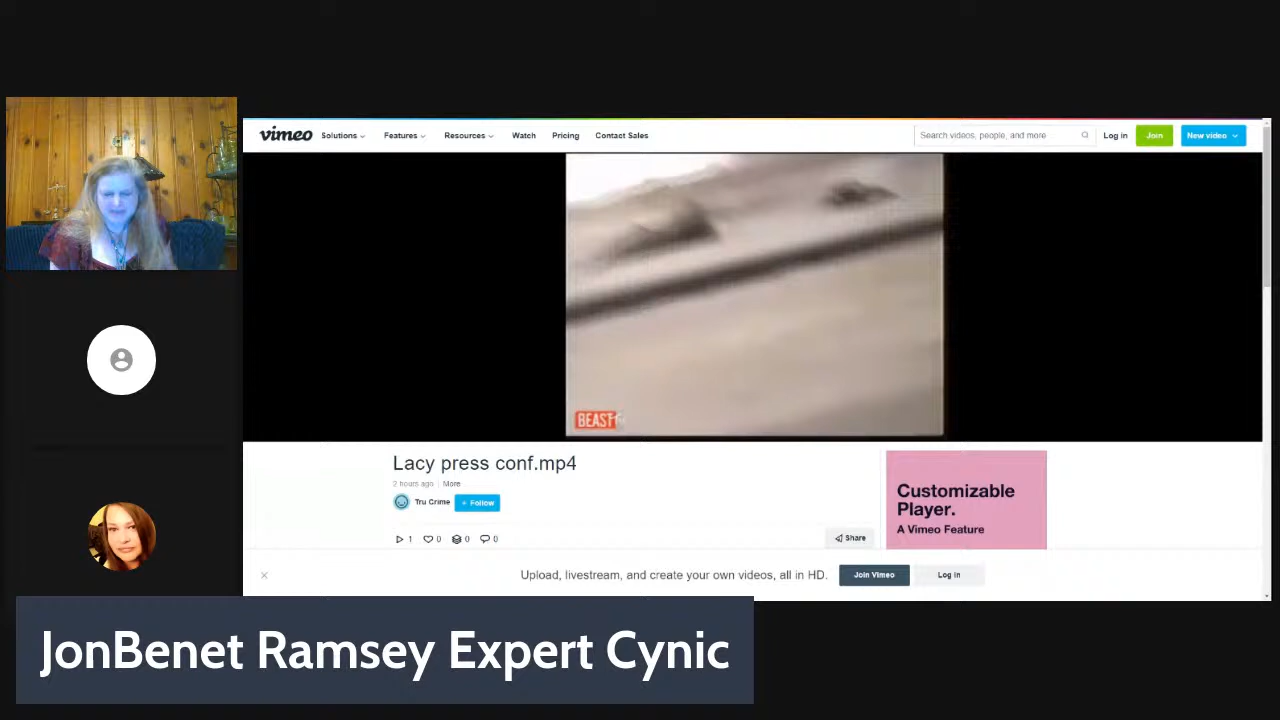 vimeo Solutions Features Resources Watch Pricing Contact Sales Search videos, people, and more Log in Join New video
BEAST
Lacy press conf.mp4
2 hours ago | More
Tru Crime + Follow
1 0 0 0
Share
Customizable
Player.
A Vimeo Feature
Upload, livestream, and create your own videos, all in HD. Join Vimeo Log in
JonBenet Ramsey Expert Cynic